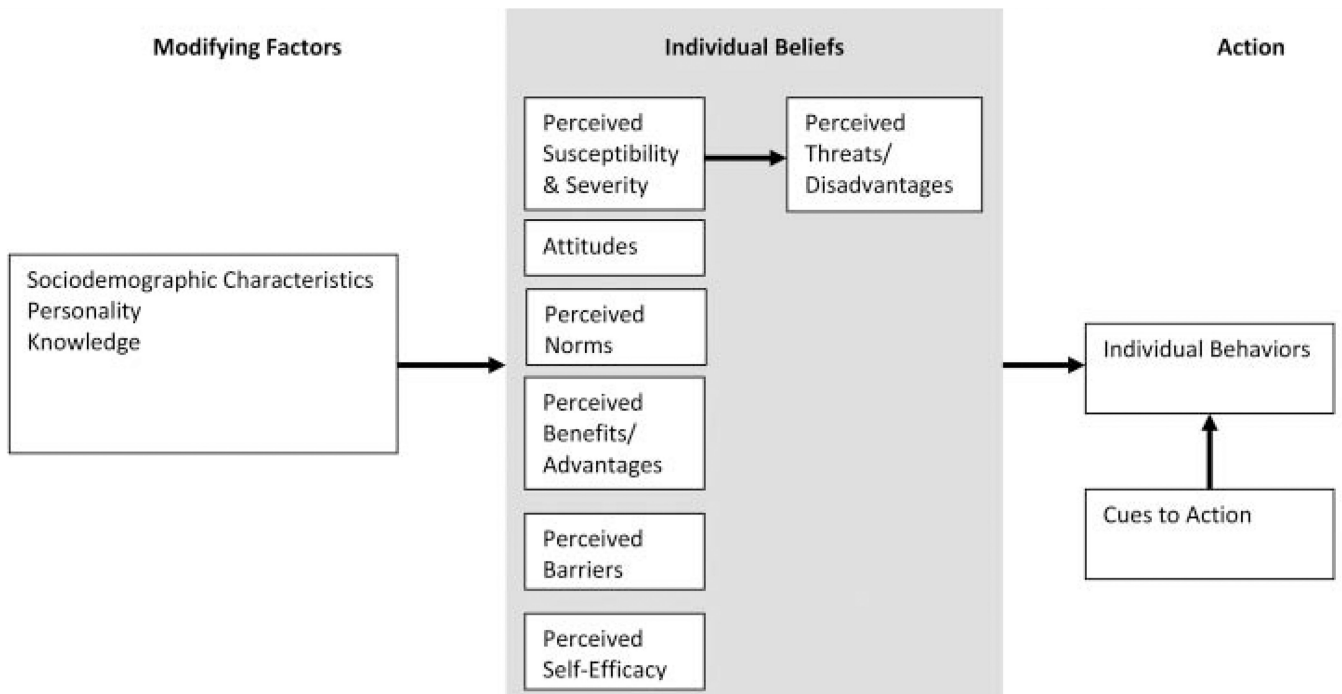 Modifying Factors
Individual Beliefs
Action
Perceived
Susceptibility
& Severity
Perceived
Threats/
Disadvantages
Attitudes
Sociodemographic Characteristics
Personality
Knowledge
Perceived
Norms
Individual Behaviors
Perceived
Benefits/
Advantages
Cues to Action
Perceived
Barriers
Perceived
Self-Efficacy